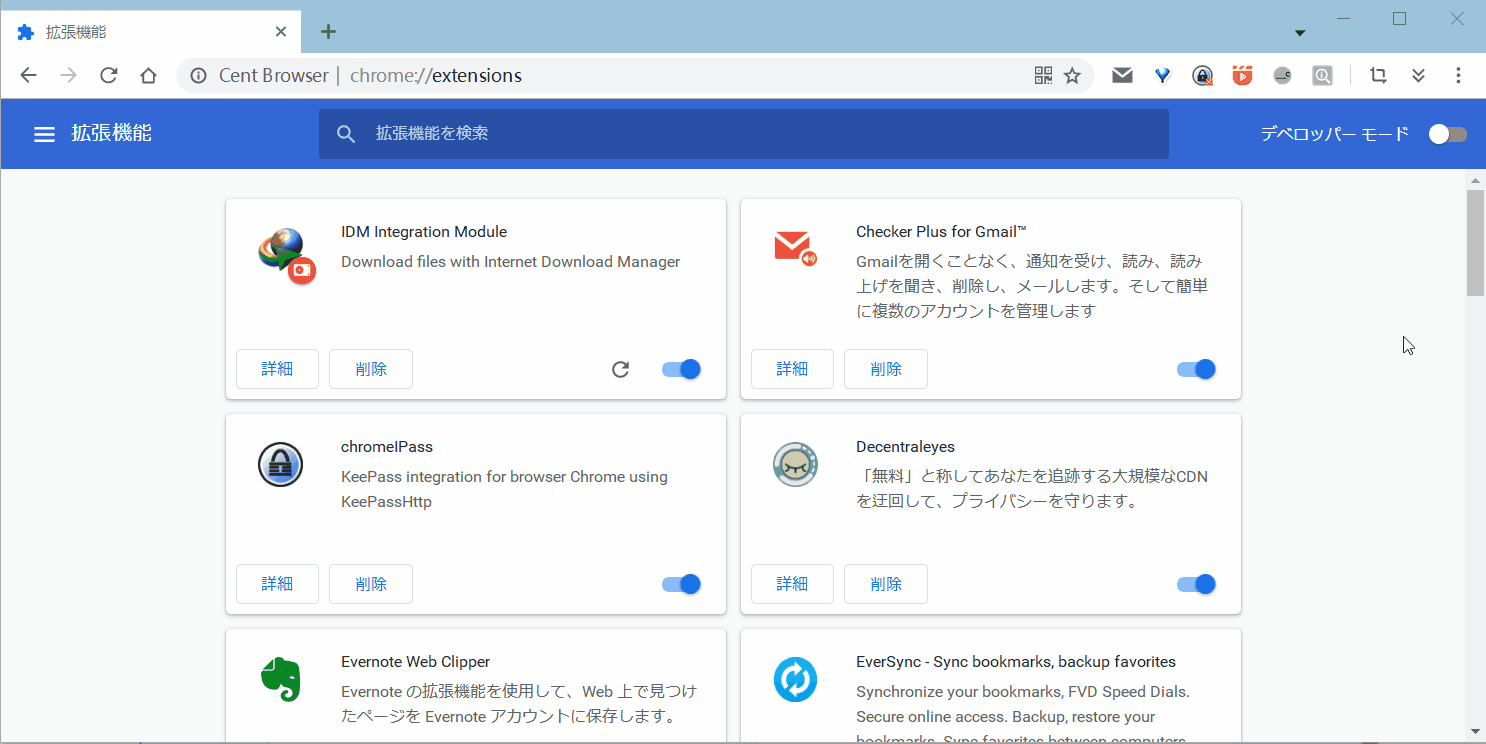 拡張機能
Cent Browser | chrome://extensions
拡張機能
拡張機能を検索
デベロッパー モード
IDM Integration Module
Download files with Internet Download Manager
詳細
削除
Checker Plus for Gmail™
Gmailを開くことなく、通知を受け、読み、読み
上げを聞き、削除し、メールします。そして簡単
に複数のアカウントを管理します
詳細
削除
chromeIPass
KeePass integration for browser Chrome using
KeePassHttp
詳細
削除
Decentraleyes
「無料」と称してあなたを追跡する大規模なCDN
を迂回して、プライバシーを守ります。
詳細
削除
Evernote Web Clipper
Evernote の拡張機能を使用して、Web 上で見つけ
たページを Evernote アカウントに保存します。
EverSync - Sync bookmarks, backup favorites
Synchronize your bookmarks, FVD Speed Dials.
Secure online access. Backup, restore your
bookmarks. Sync favorites between computers